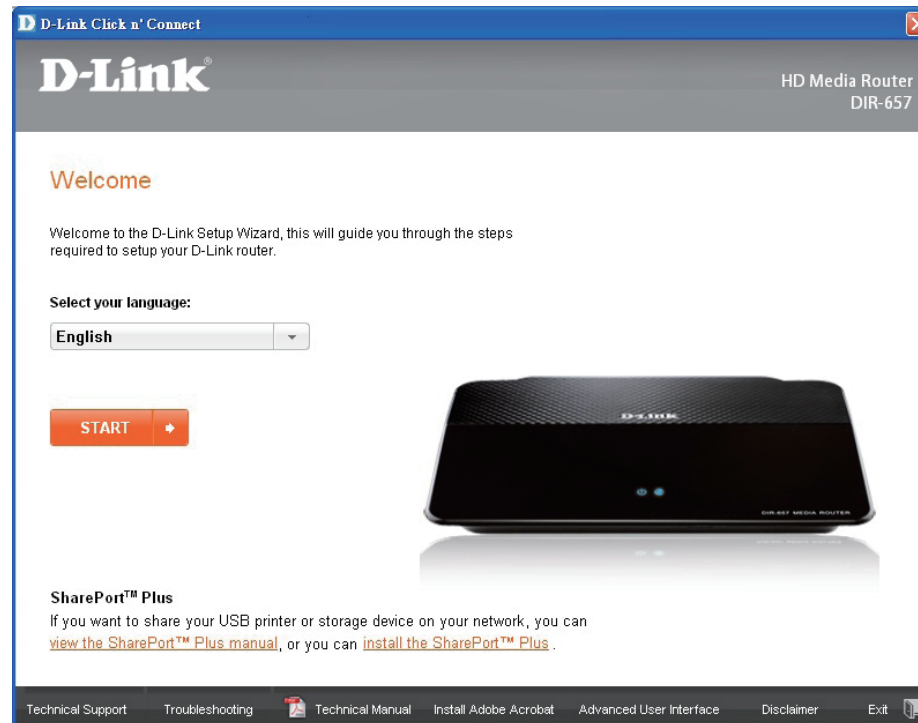 D-Link Click n' Connect
D-Link®
HD Media Router
DIR-657
Welcome
Welcome to the D-Link Setup Wizard, this will guide you through the steps
required to setup your D-Link router.
Select your language:
English
START
D-Link
DIR-657 MEDIA ROUTER
SharePort™ Plus
If you want to share your USB printer or storage device on your network, you can
view the SharePort™ Plus manual, or you can install the SharePort™ Plus .
Technical Support Troubleshooting Technical Manual Install Adobe Acrobat Advanced User Interface Disclaimer Exit